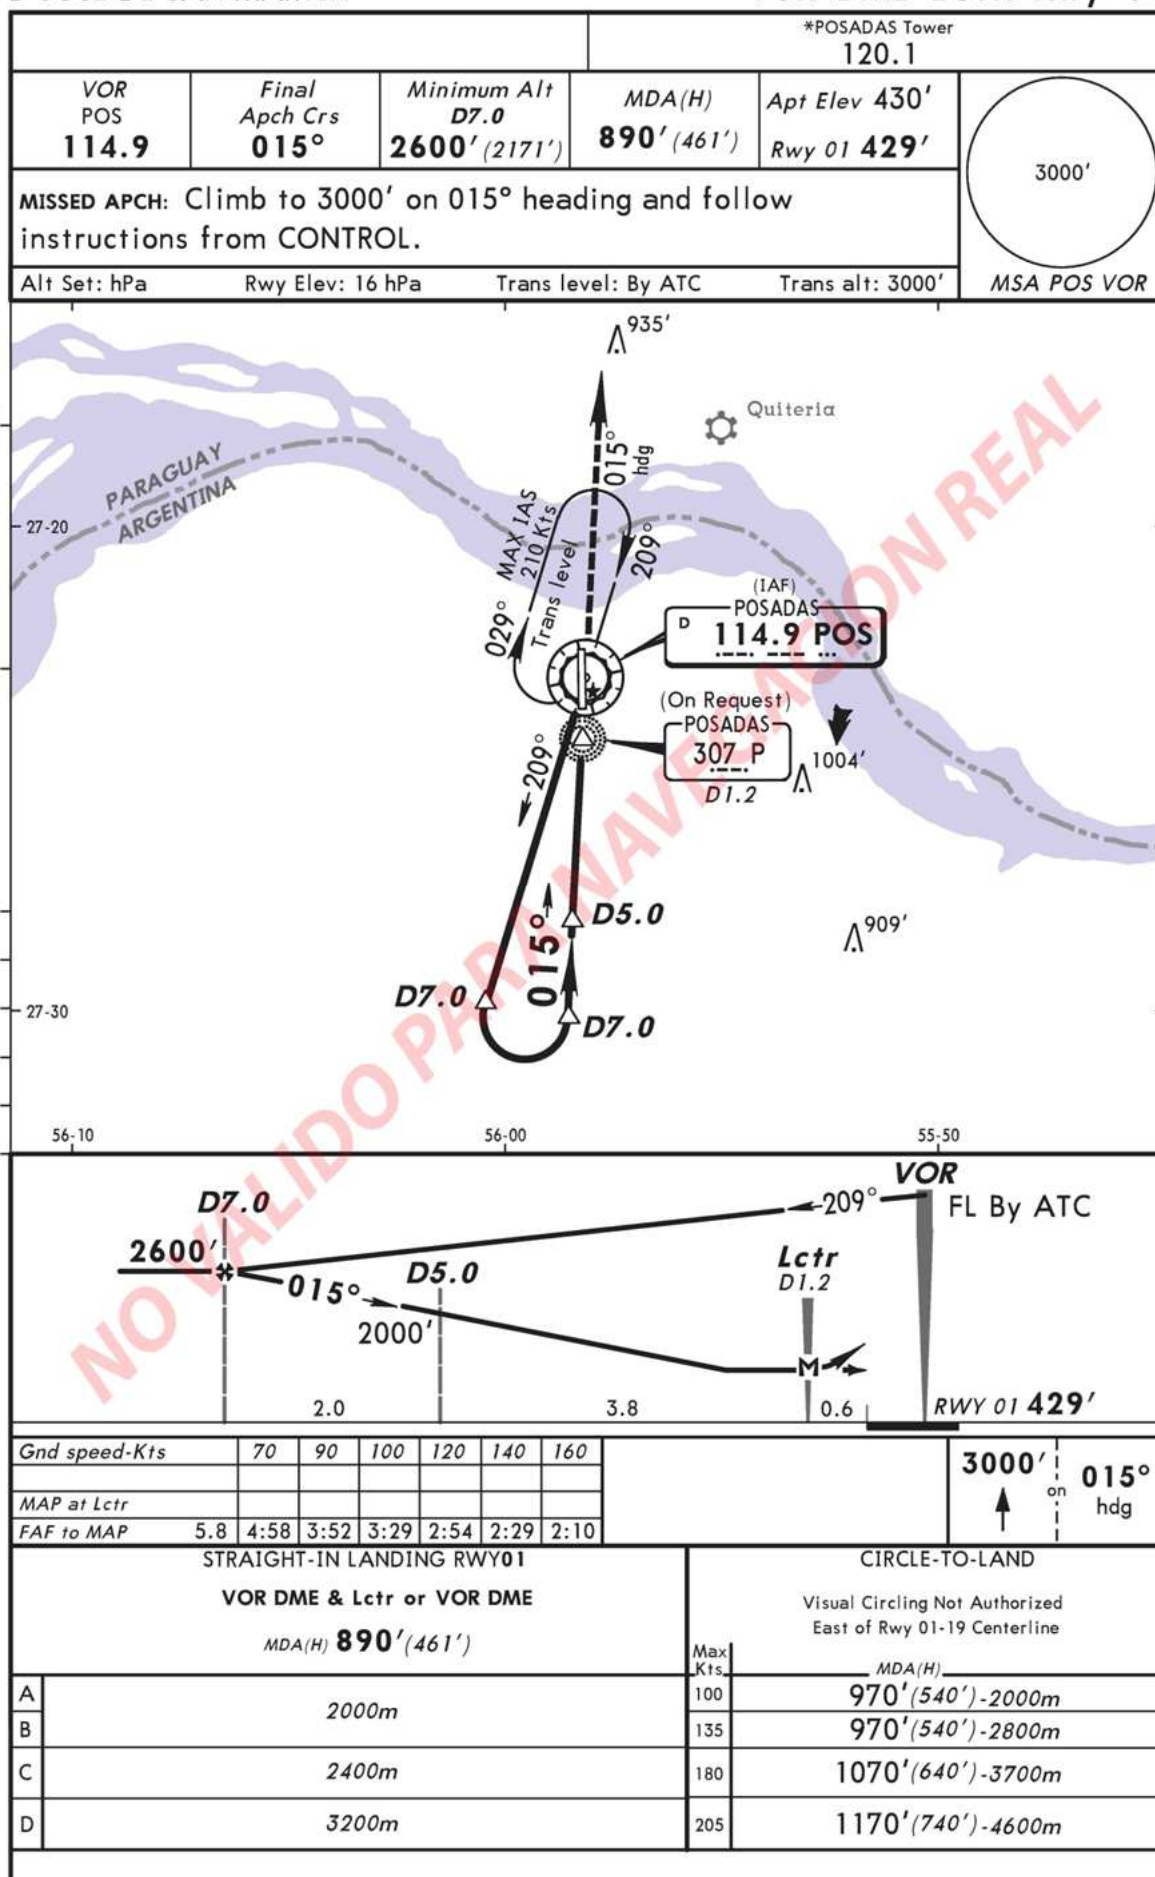 *POSADAS Tower
120.1
VOR
POS
114.9
Final
Apch Crs
015°
Minimum Alt
D7.0
2600' (2171')
MDA(H)
890' (461')
Apt Elev 430'
Rwy 01 429'
3000'
MISSED APCH: Climb to 3000' on 015° heading and follow
instructions from CONTROL.
Alt Set: hPa Rwy Elev: 16 hPa Trans level: By ATC Trans alt: 3000'
MSA POS VOR
935'
Quiteria
015°
hdg
PARAGUAY
ARGENTINA
27-20
MAX IAS
210 Kts
Trans level
029°
209°
(IAF)
POSADAS
D 114.9 POS
(On Request)
POSADAS
307 P
D1.2
1004'
209°
015°
D5.0
909'
D7.0
D7.0
27-30
56-10
56-00
55-50
NO VALIDO PARA NAVEGACION REAL
VOR
FL By ATC
209°
D7.0
2600'
015°
D5.0
2000'
Lctr
D1.2
M
2.0
3.8
0.6
RWY 01 429'
Gnd speed-Kts 70 90 100 120 140 160
MAP at Lctr
FAF to MAP 5.8 4:58 3:52 3:29 2:54 2:29 2:10
3000' on 015°
hdg
STRAIGHT-IN LANDING RWY01
VOR DME & Lctr or VOR DME
MDA(H) 890' (461')
A
B
2000m
C 2400m
D 3200m
CIRCLE-TO-LAND
Visual Circling Not Authorized
East of Rwy 01-19 Centerline
Max
Kts
MDA(H)
100 970' (540') -2000m
135 970' (540') -2800m
180 1070' (640') -3700m
205 1170' (740') -4600m